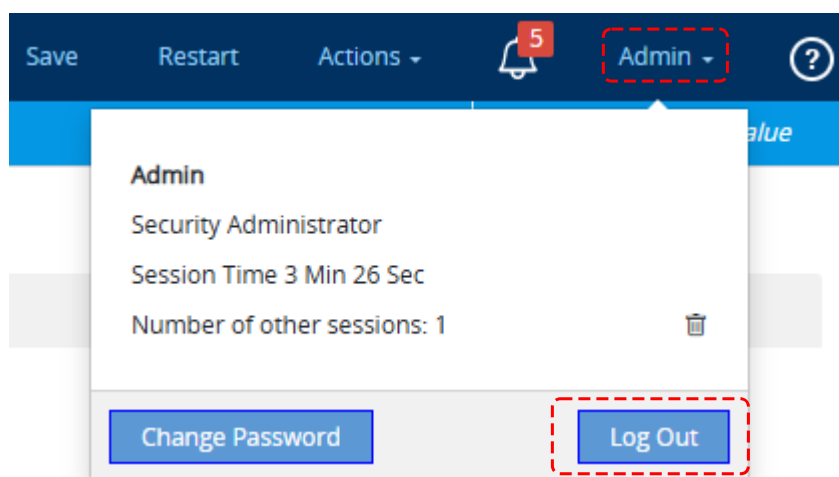 Save Restart Actions 5 Admin ?
alue
Admin
Security Administrator
Session Time 3 Min 26 Sec
Number of other sessions: 1
Change Password Log Out